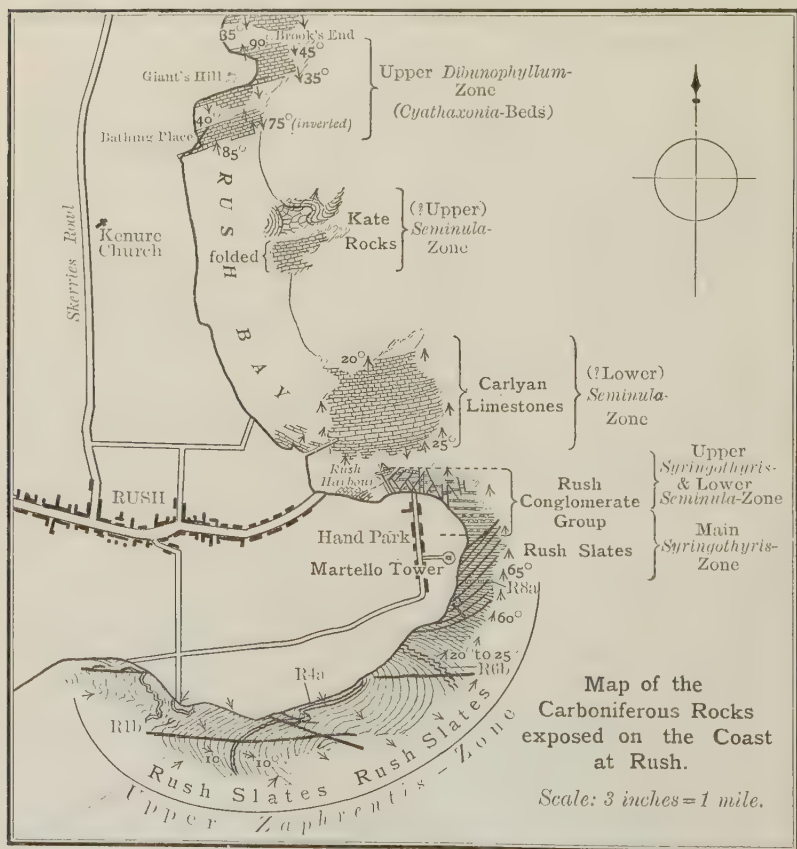 85°
90°
Brook's End
45°
35°
Giant's Hill
Upper Dibunophyllum-
Zone
(Cyathaxonia-Beds)
40°
75° (inverted)
Bathing Place
85°
RUSH BAY
Skerries Road
Kenure
Church
Kate
Rocks
folded
(?Upper)
Seminula-
Zone
20°
25°
Carlyan
Limestones
(?Lower)
Seminula-
Zone
Rush
Harbour
RUSH
Rush
Conglomerate
Group
Upper
Syringothyris-
& Lower
Seminula-Zone
Hand Park
Martello Tower
Rush Slates
Main
Syringothyris-
Zone
65°
R8a
60°
20° to 25°
R6b
R4a
R1b
10°
10°
Rush Slates
Rush Slates
Upper Zaphrentis-Zone
Map of the
Carboniferous Rocks
exposed on the Coast
at Rush.
Scale: 3 inches = 1 mile.